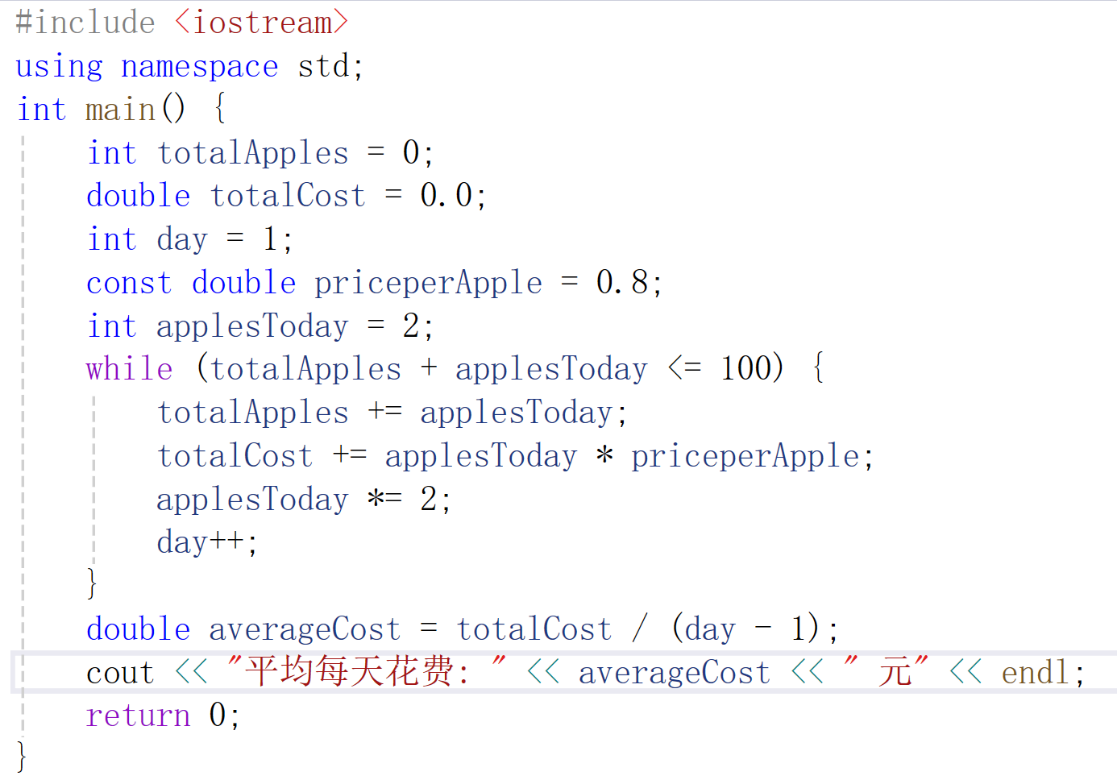 #include <iostream>
using namespace std;
int main() {
    int totalApples = 0;
    double totalCost = 0.0;
    int day = 1;
    const double priceperApple = 0.8;
    int applesToday = 2;
    while (totalApples + applesToday <= 100) {
        totalApples += applesToday;
        totalCost += applesToday * priceperApple;
        applesToday *= 2;
        day++;
    }
    double averageCost = totalCost / (day - 1);
    cout << "平均每天花费: " << averageCost << " 元" << endl;
    return 0;
}